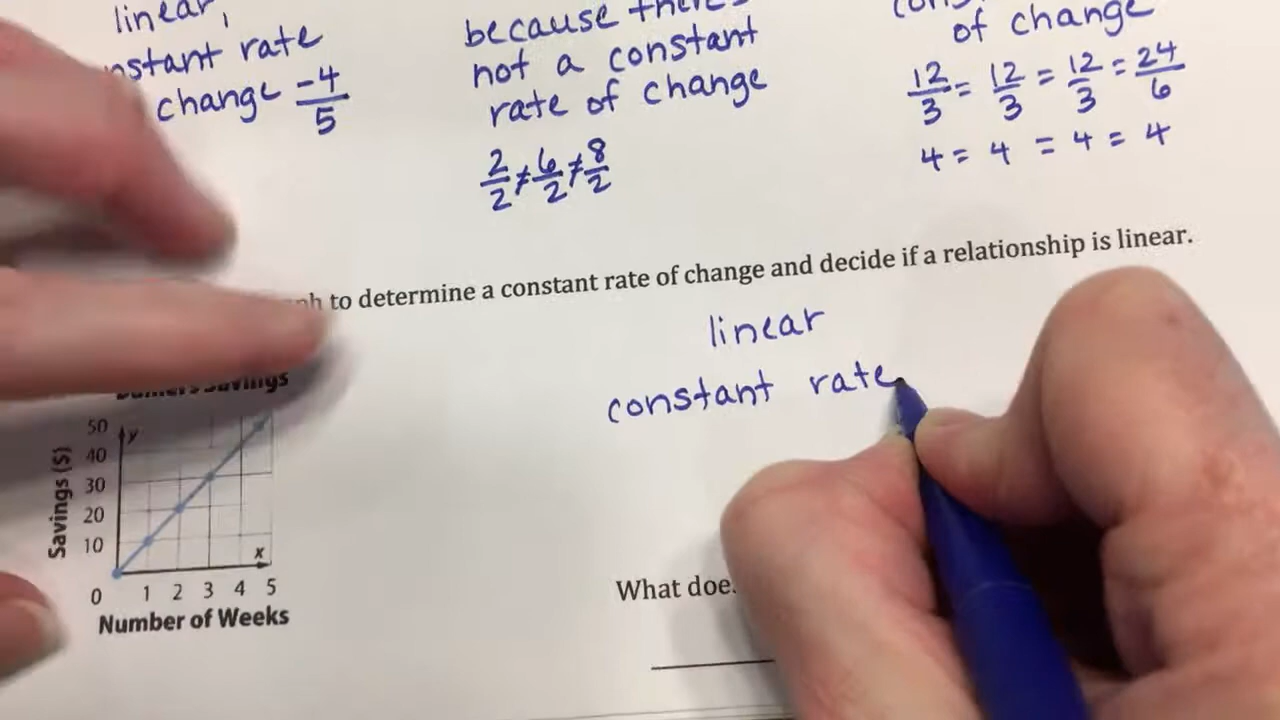 linear,
constant rate
change -4/5
because there
not a constant
rate of change
2/2 ≠ 6/2 ≠ 8/2
of change
12/3 = 12/3 = 12/3 = 24/6
4 = 4 = 4 = 4
to determine a constant rate of change and decide if a relationship is linear.
linear
constant rate
Savings
Savings ($)
50
40
30
20
10
0
y
x
1 2 3 4 5
Number of Weeks
What doe